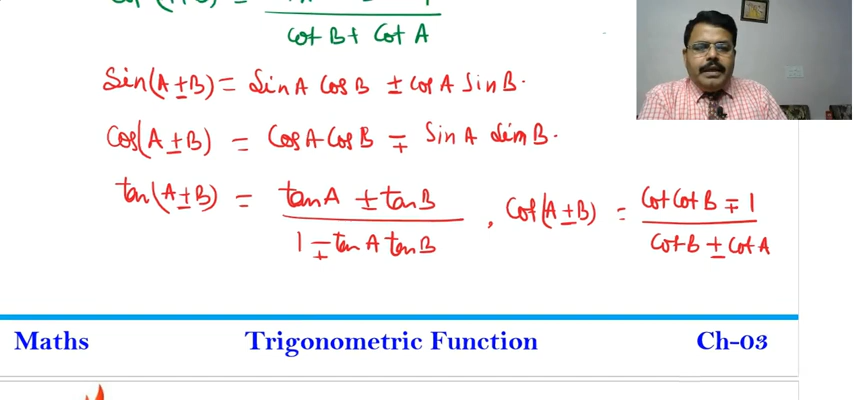 cot B + cot A
Sin(A ± B) = Sin A Cos B ± Cos A Sin B.
Cos(A ± B) = Cos A Cos B ∓ Sin A Sin B.
tan(A ± B) = tan A ± tan B / 1 ∓ tan A tan B , Cot(A ± B) = Cot Cot B ∓ 1 / Cot B ± Cot A
Maths Trigonometric Function Ch-03